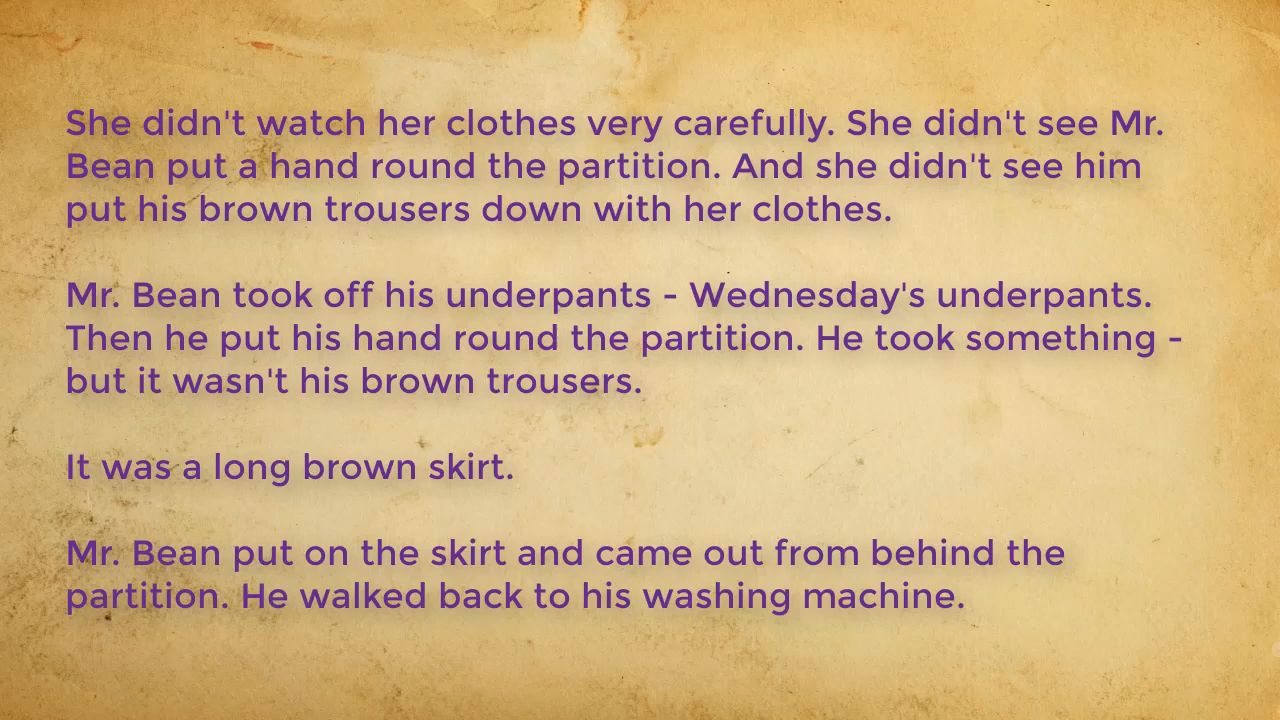 She didn't watch her clothes very carefully. She didn't see Mr.
Bean put a hand round the partition. And she didn't see him
put his brown trousers down with her clothes.
Mr. Bean took off his underpants - Wednesday's underpants.
Then he put his hand round the partition. He took something -
but it wasn't his brown trousers.
It was a long brown skirt.
Mr. Bean put on the skirt and came out from behind the
partition. He walked back to his washing machine.